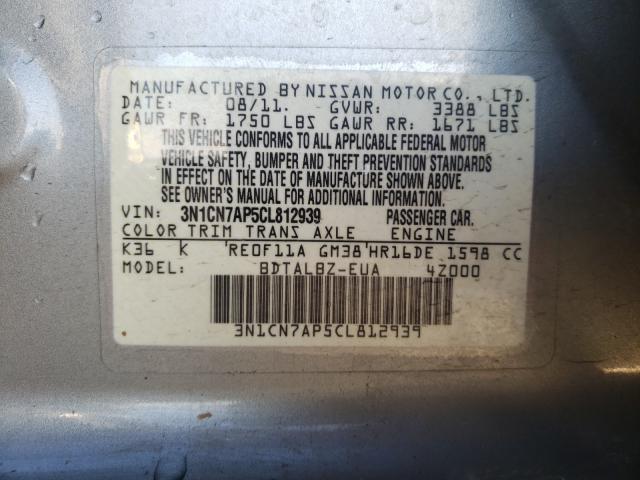 MANUFACTURED BY NISSAN MOTOR CO., LTD.
DATE: 08/11. GVWR: 3388 LBS
GAWR FR: 1750 LBS GAWR RR: 1671 LBS
THIS VEHICLE CONFORMS TO ALL APPLICABLE FEDERAL MOTOR
VEHICLE SAFETY, BUMPER AND THEFT PREVENTION STANDARDS
IN EFFECT ON THE DATE OF MANUFACTURE SHOWN ABOVE.
SEE OWNER'S MANUAL FOR ADDITIONAL INFORMATION.
VIN: 3N1CN7AP5CL812939 PASSENGER CAR.
COLOR TRIM TRANS AXLE ENGINE
K36 K 'RE0F11A GM38'HR16DE 1598 CC
MODEL: BDTALBZ-EUA 4Z000
3N1CN7AP5CL812939